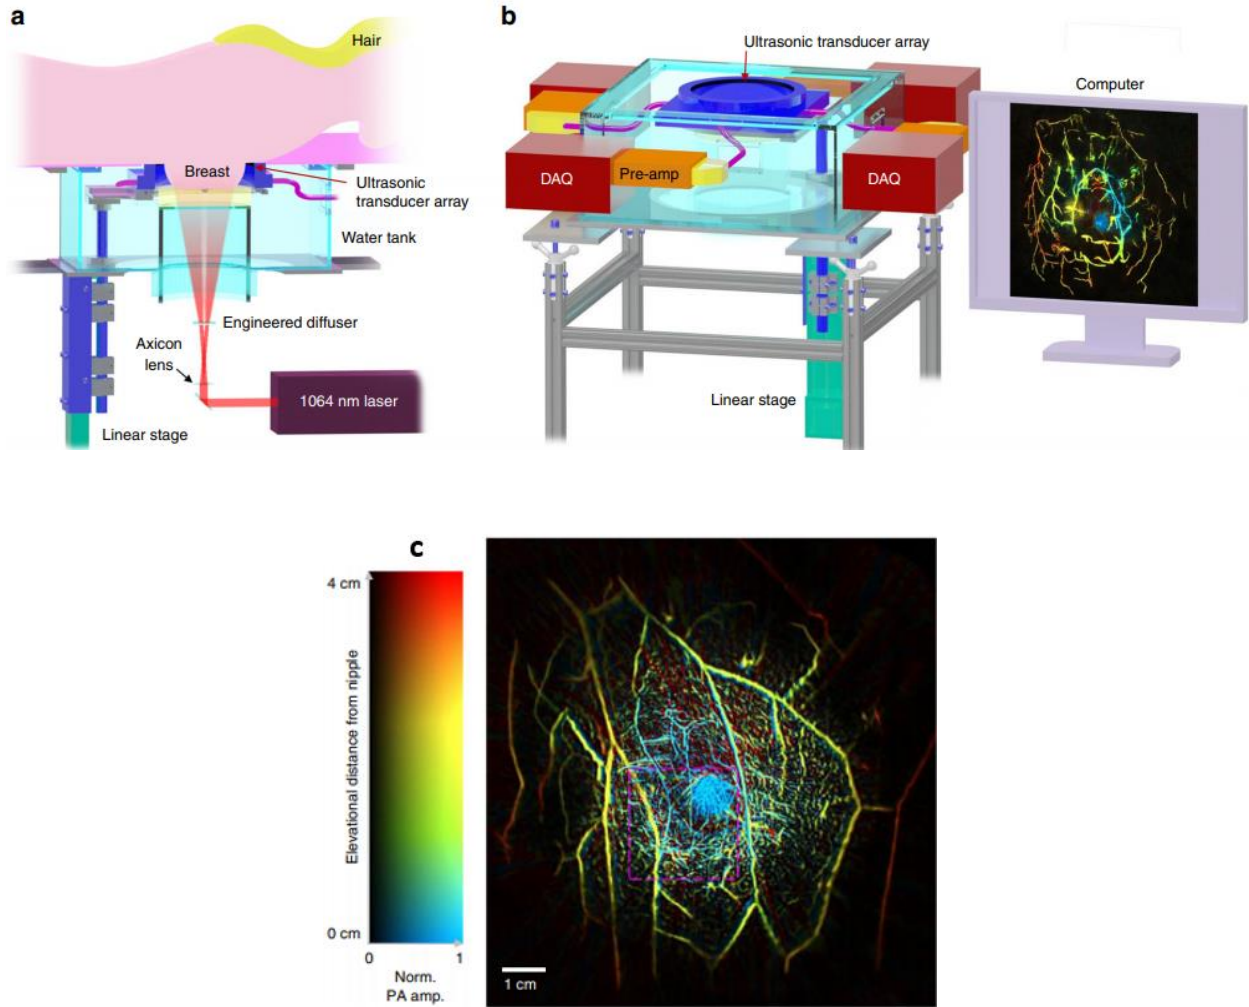 a
Hair
Breast
Ultrasonic
transducer array
Water tank
Engineered diffuser
Axicon
lens
1064 nm laser
Linear stage
b
Ultrasonic transducer array
Computer
DAQ
Pre-amp
DAQ
Linear stage
c
4 cm
Elevational distance from nipple
0 cm
0
1
Norm.
PA amp.
1 cm